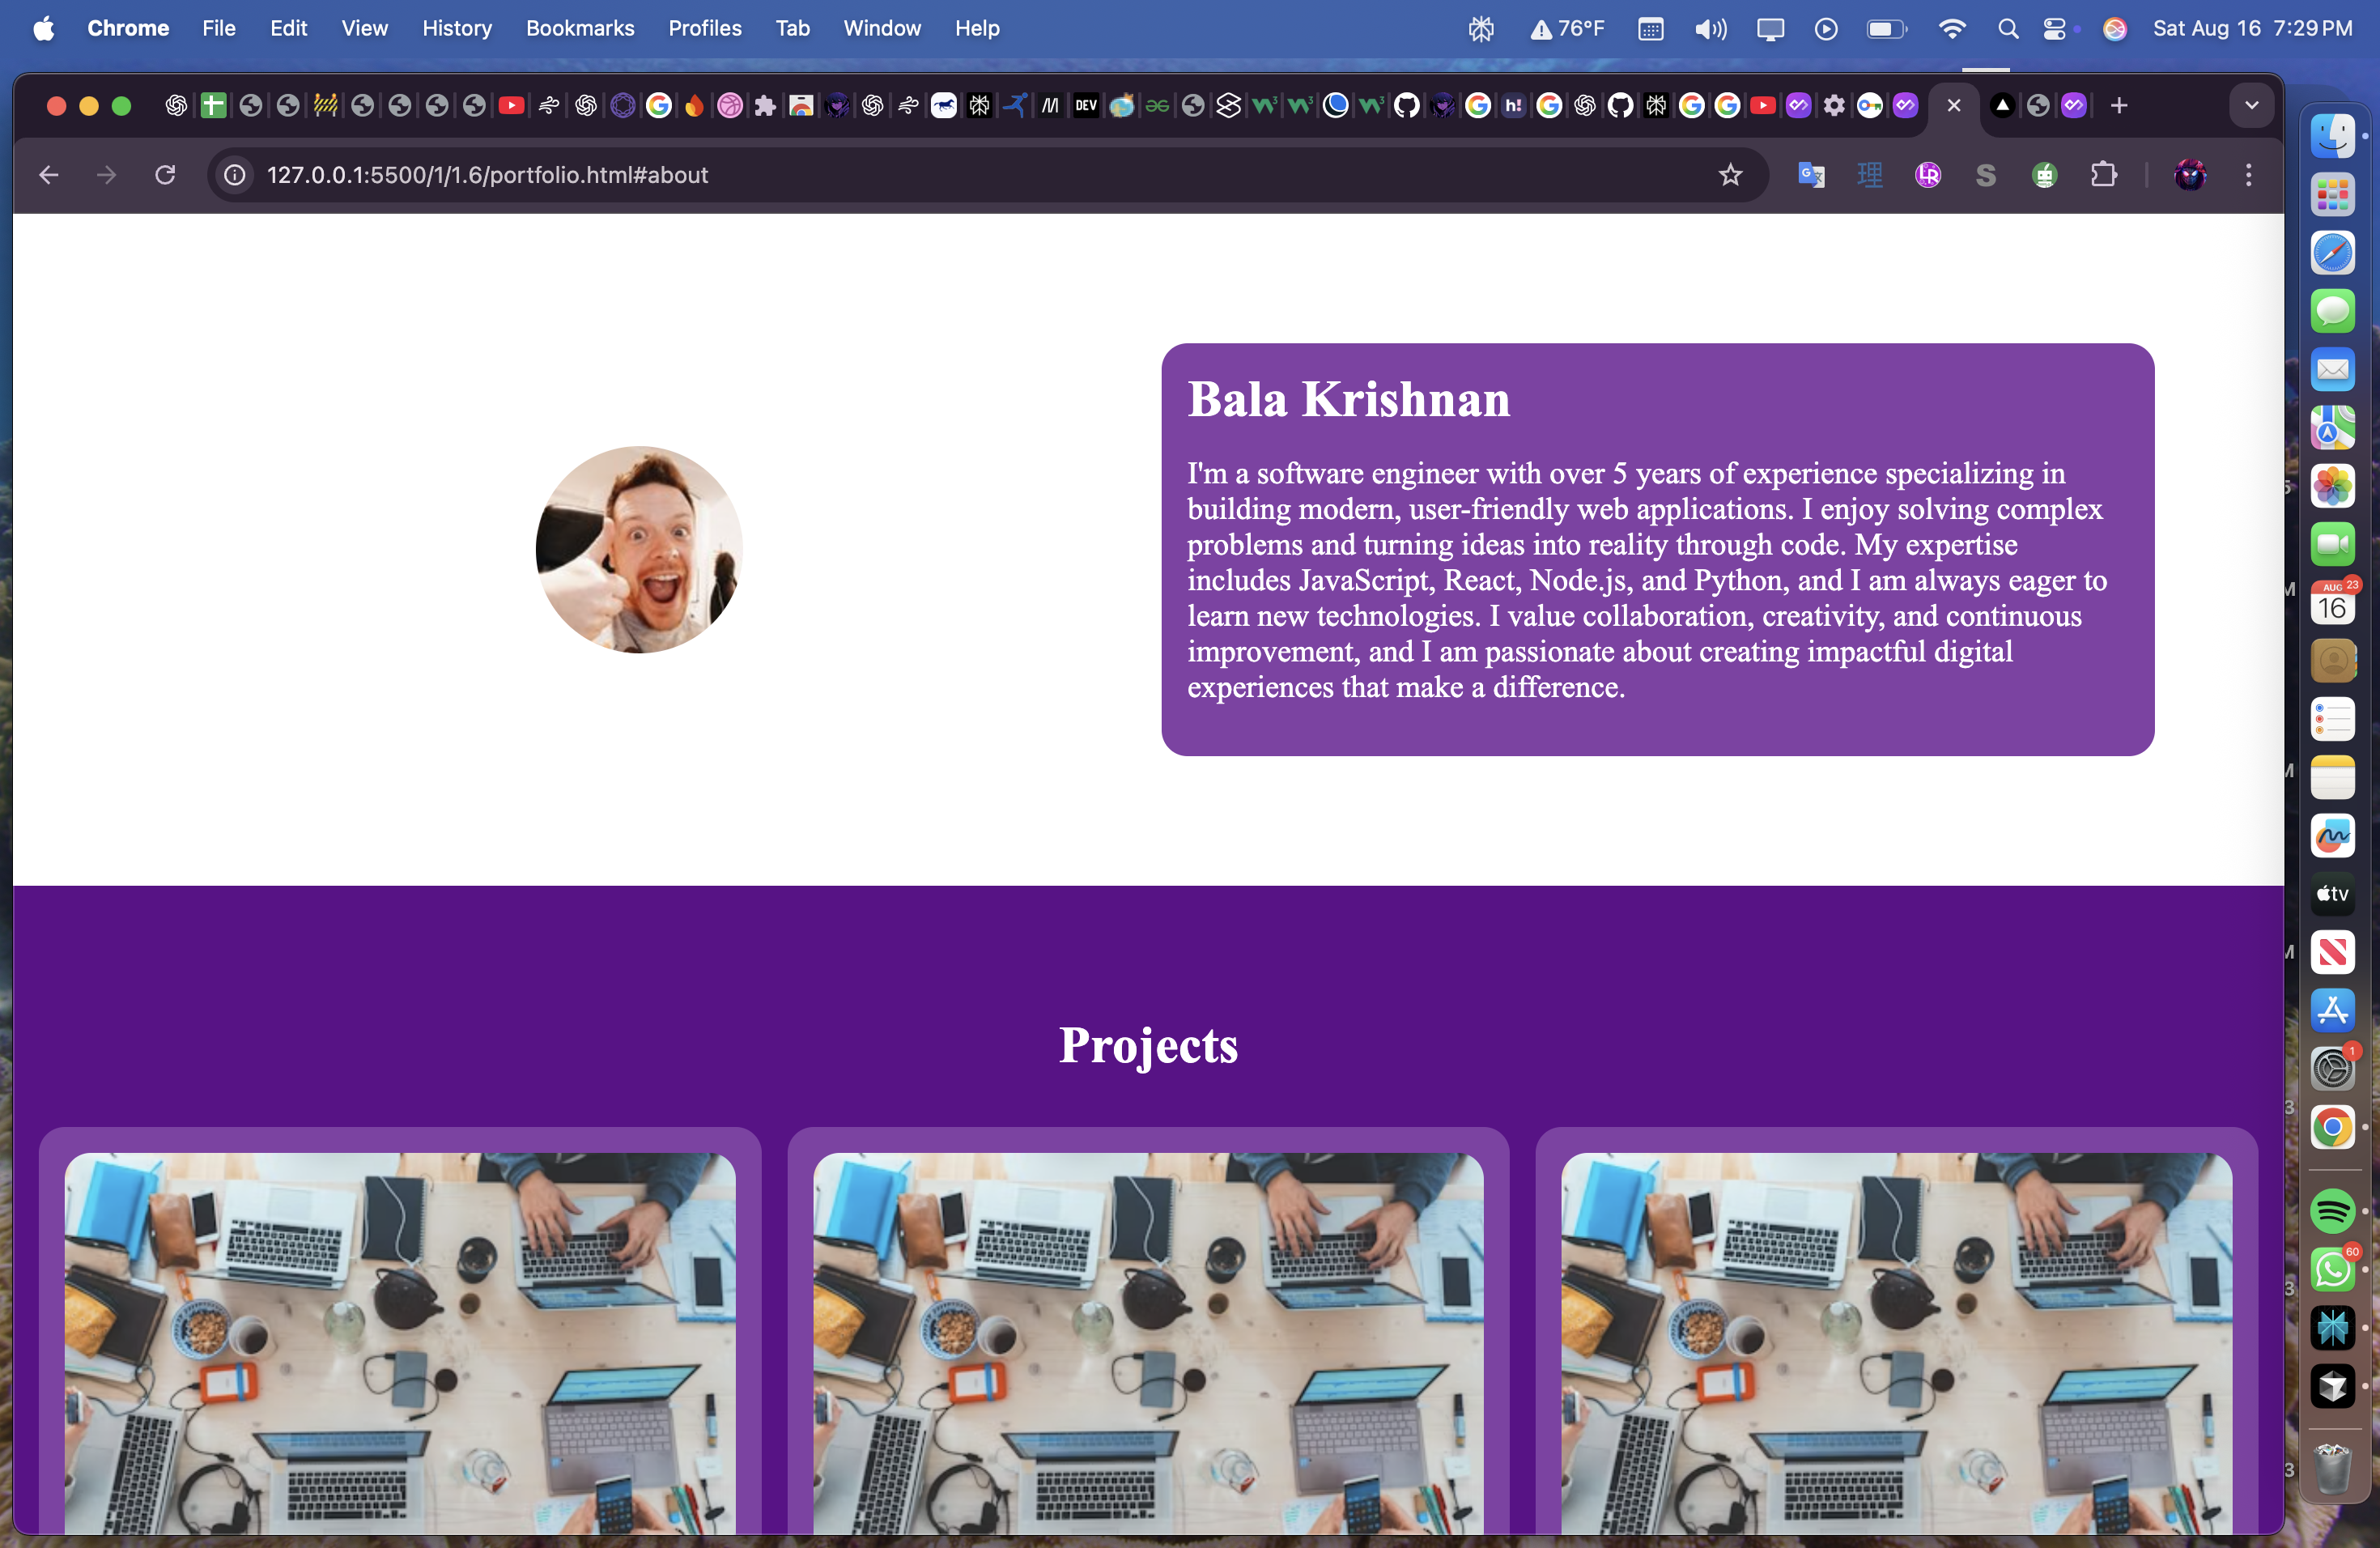 Chrome File Edit View History Bookmarks Profiles Tab Window Help 76°F Sat Aug 16 7:29 PM
DEV h!
127.0.0.1:5500/1/1.6/portfolio.html#about
理 LR S
Bala Krishnan
I'm a software engineer with over 5 years of experience specializing in
building modern, user-friendly web applications. I enjoy solving complex
problems and turning ideas into reality through code. My expertise
includes JavaScript, React, Node.js, and Python, and I am always eager to
learn new technologies. I value collaboration, creativity, and continuous
improvement, and I am passionate about creating impactful digital
experiences that make a difference.
Projects
AUG 23
16
tv
1
60